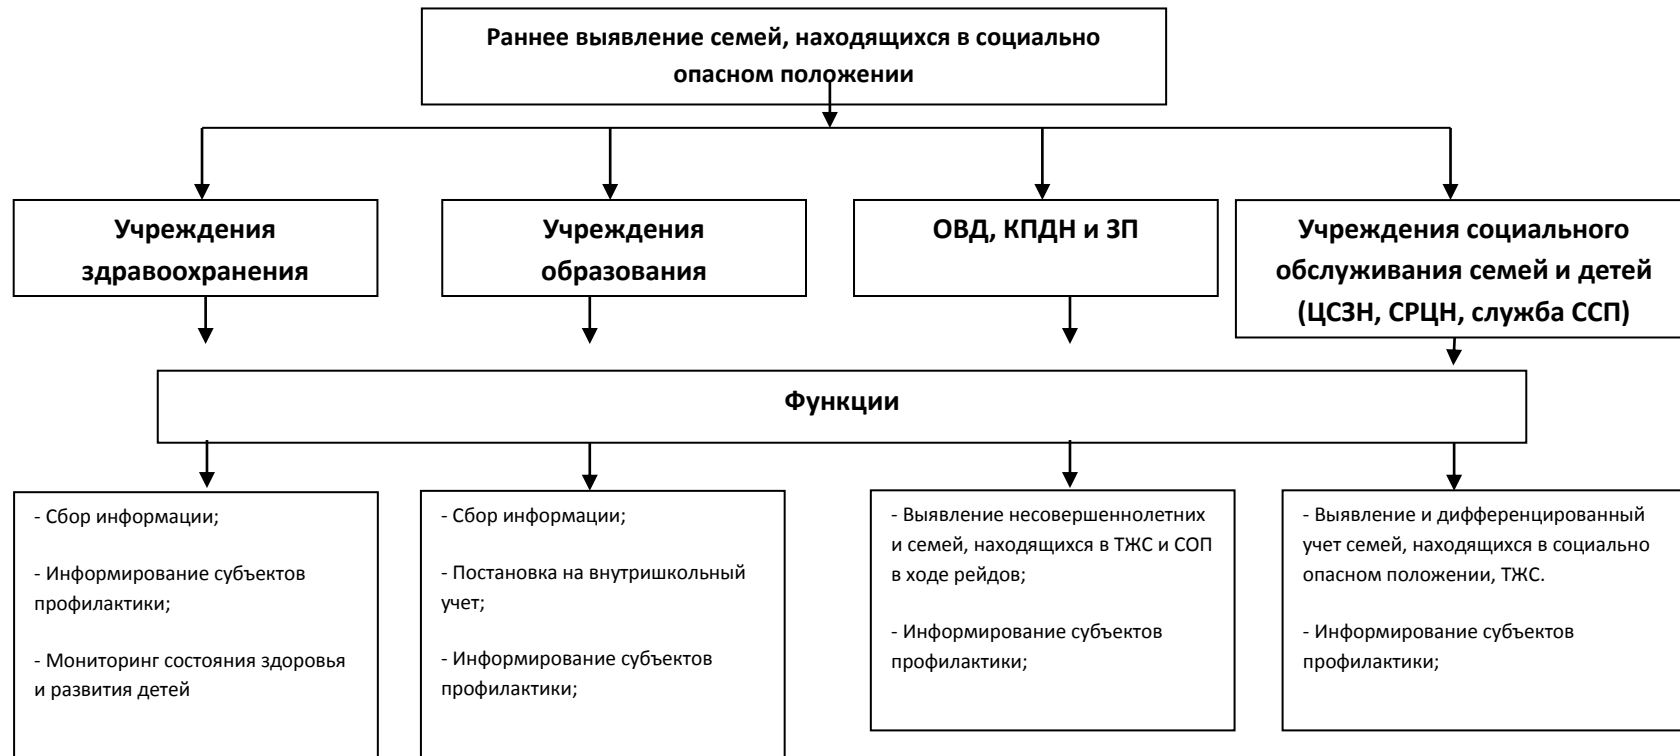 Раннее выявление семей, находящихся в социально
опасном положении
Учреждения
здравоохранения
Учреждения
образования
ОВД, КПДН и ЗП
Учреждения социального
обслуживания семей и детей
(ЦСЗН, СРЦН, служба ССП)
Функции
- Сбор информации;
- Информирование субъектов
профилактики;
- Мониторинг состояния здоровья
и развития детей
- Сбор информации;
- Постановка на внутришкольный
учет;
- Информирование субъектов
профилактики;
- Выявление несовершеннолетних
и семей, находящихся в ТЖС и СОП
в ходе рейдов;
- Информирование субъектов
профилактики;
- Выявление и дифференцированный
учет семей, находящихся в социально
опасном положении, ТЖС.
- Информирование субъектов
профилактики;